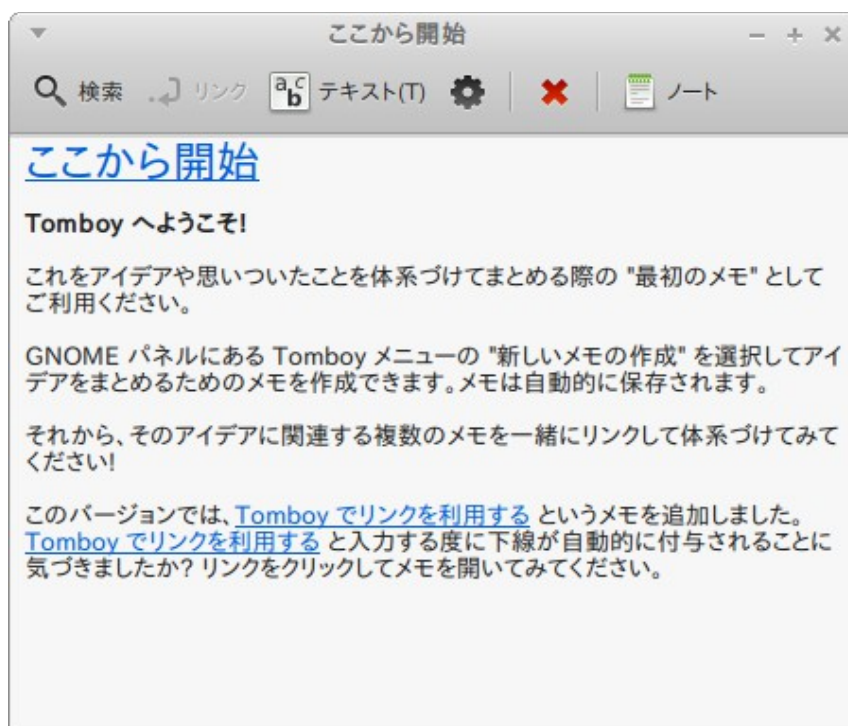 ここから開始
検索 リンク abc テキスト(T) ノート
ここから開始
Tomboy へようこそ!
これをアイデアや思いついたことを体系づけてまとめる際の "最初のメモ" として
ご利用ください。
GNOME パネルにある Tomboy メニューの "新しいメモの作成" を選択してアイ
デアをまとめるためのメモを作成できます。メモは自動的に保存されます。
それから、そのアイデアに関連する複数のメモを一緒にリンクして体系づけてみて
ください!
このバージョンでは、Tomboy でリンクを利用する というメモを追加しました。
Tomboy でリンクを利用する と入力する度に下線が自動的に付与されることに
気づきましたか? リンクをクリックしてメモを開いてみてください。